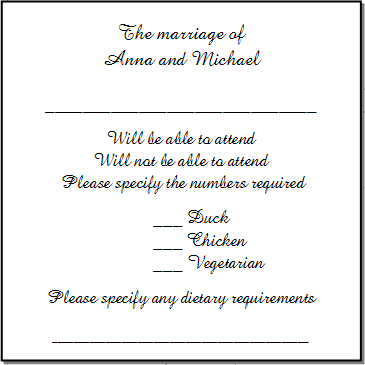 The marriage of
Anna and Michael
____________________________
Will be able to attend
Will not be able to attend
Please specify the numbers required
___ Duck
___ Chicken
___ Vegetarian
Please specify any dietary requirements
____________________________